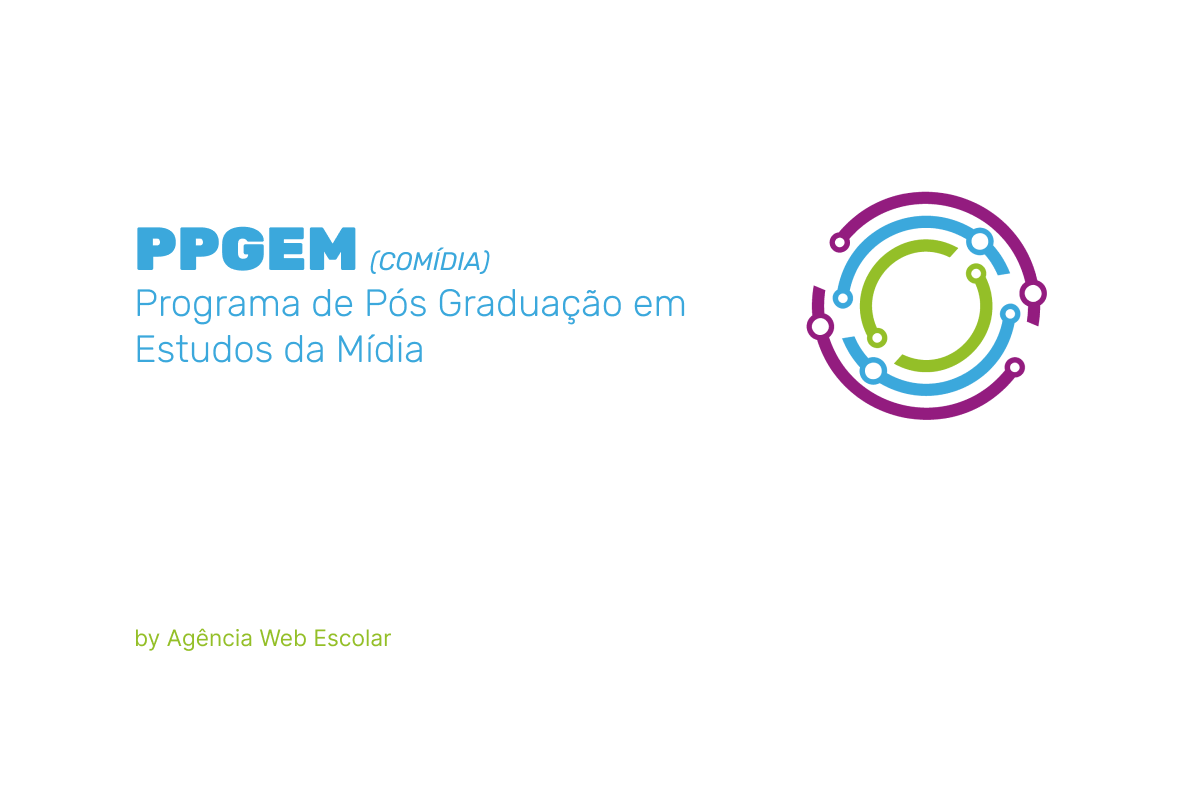 PPGEM (COMÍDIA)
Programa de Pós Graduação em
Estudos da Mídia
by Agência Web Escolar